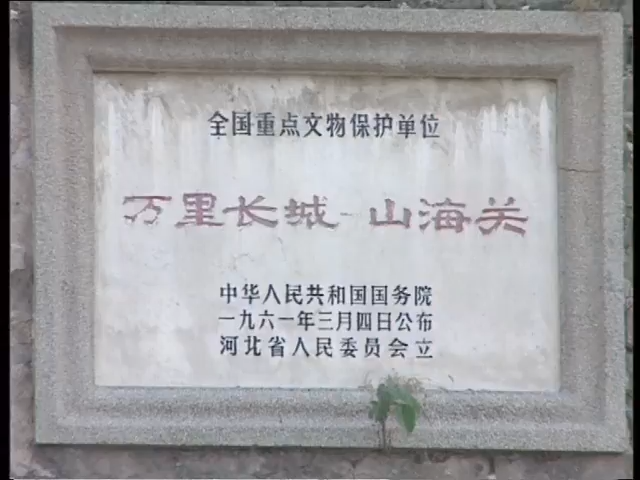 全国重点文物保护单位
万里长城-山海关
中华人民共和国国务院
一九六一年三月四日公布
河北省人民委员会立